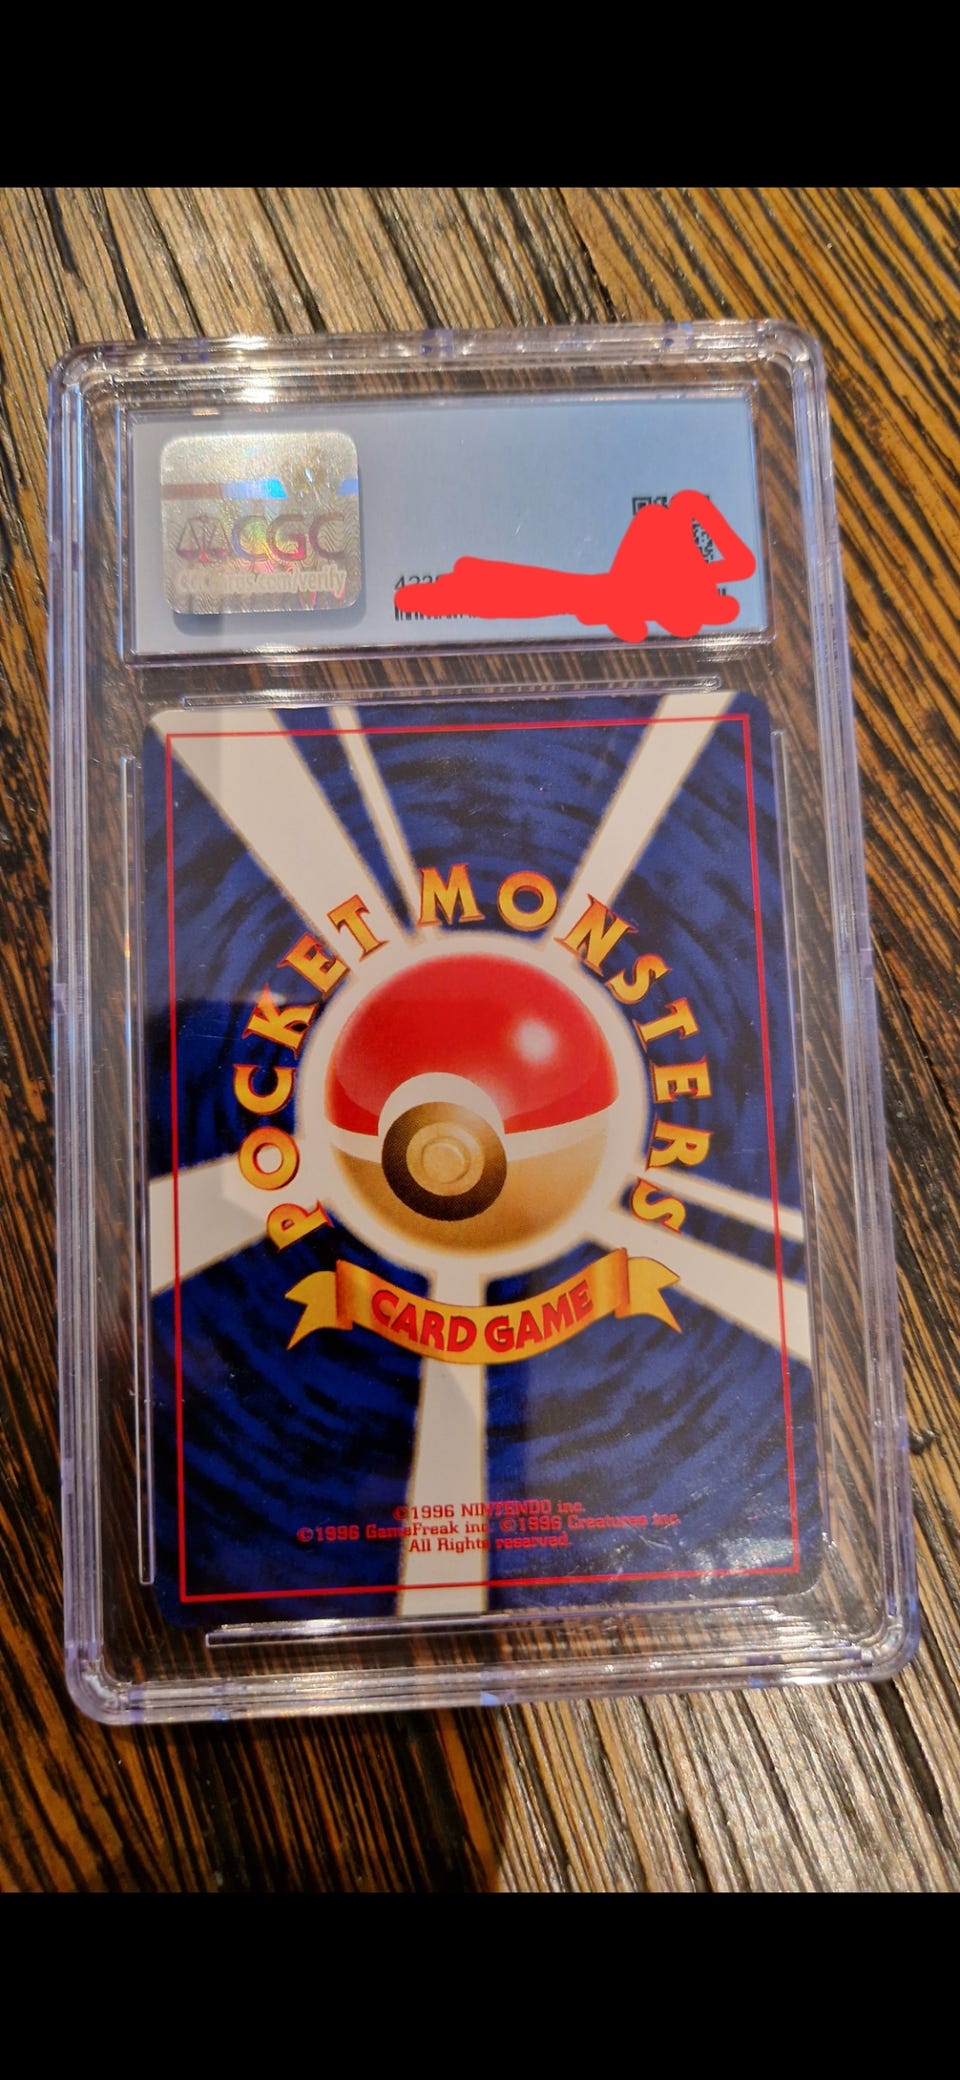 CGC
cgccards.com/verify
POCKET MONSTERS
CARD GAME
©1996 NINTENDO inc.
©1996 GameFreak inc. ©1996 Creatures inc.
All Rights reserved.